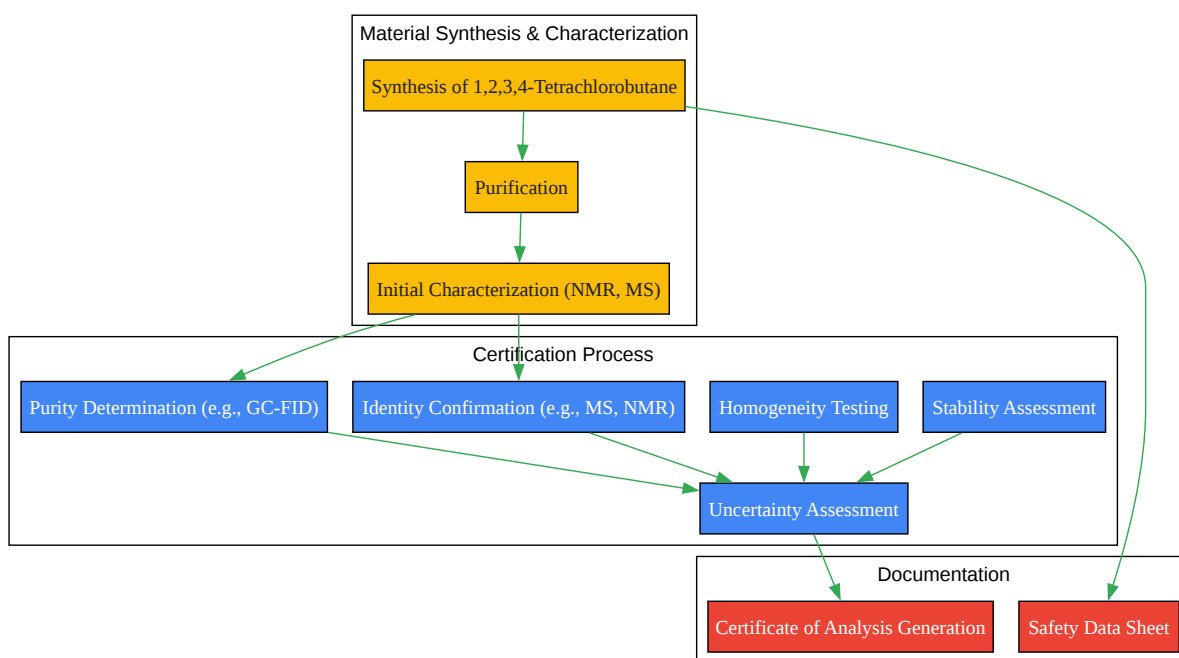 Material Synthesis & Characterization
Synthesis of 1,2,3,4-Tetrachlorobutane
Purification
Initial Characterization (NMR, MS)
Certification Process
Purity Determination (e.g., GC-FID)
Identity Confirmation (e.g., MS, NMR)
Homogeneity Testing
Stability Assessment
Uncertainty Assessment
Documentation
Certificate of Analysis Generation
Safety Data Sheet